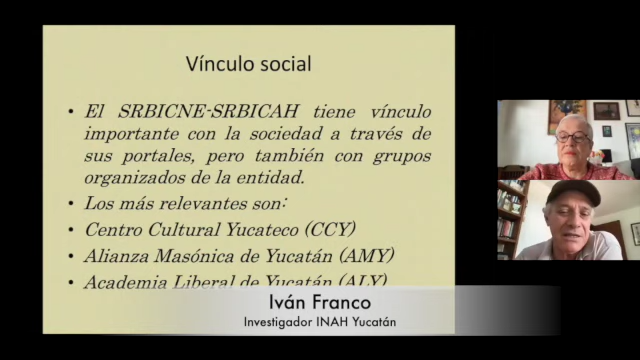 Vínculo social
• El SRBICNE-SRBICAH tiene vínculo
importante con la sociedad a través de
sus portales, pero también con grupos
organizados de la entidad.
• Los más relevantes son:
• Centro Cultural Yucateco (CCY)
• Alianza Masónica de Yucatán (AMY)
• Academia Liberal de Yucatán (ALY)
Iván Franco
Investigador INAH Yucatán